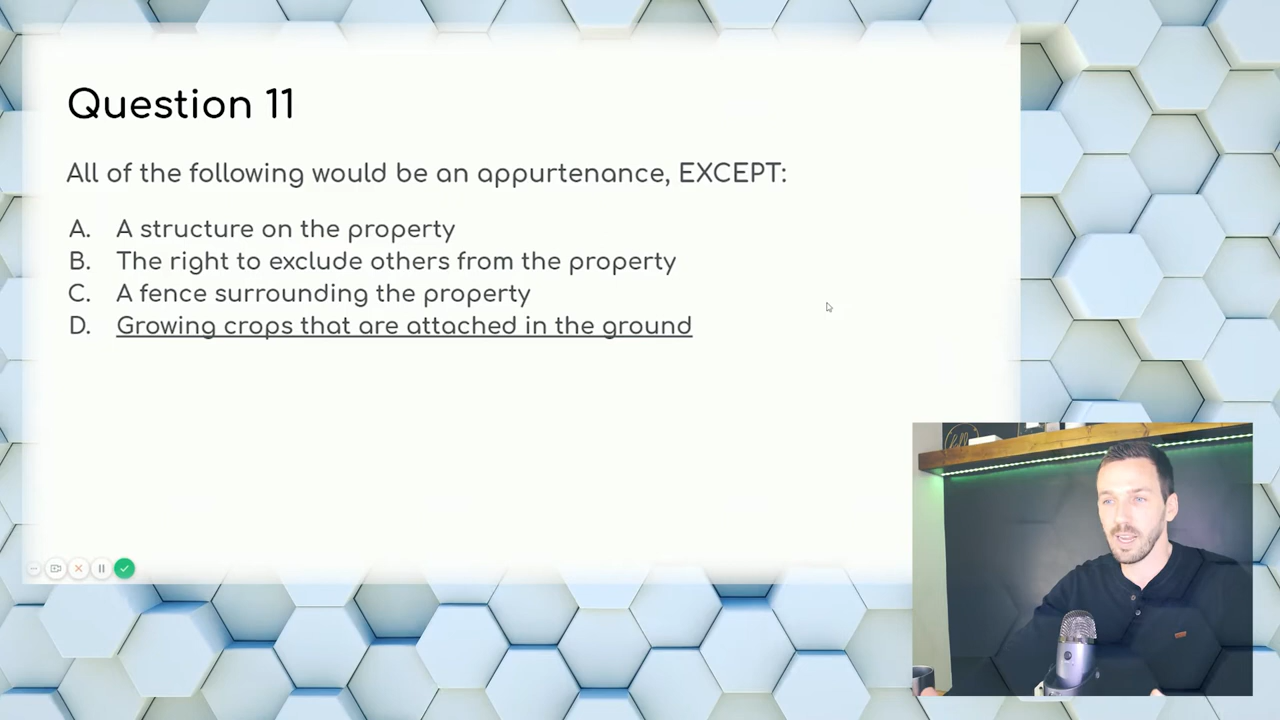 Question 11
All of the following would be an appurtenance, EXCEPT:
A. A structure on the property
B. The right to exclude others from the property
C. A fence surrounding the property
D. Growing crops that are attached in the ground